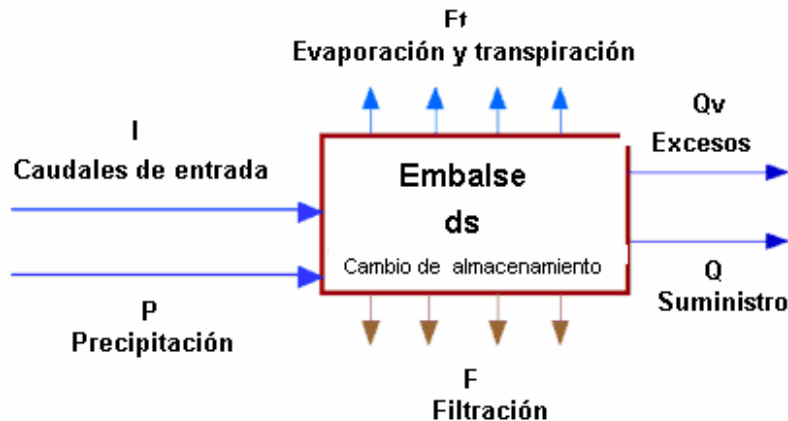 Ft
Evaporación y transpiración
I
Caudales de entrada
Qv
Excesos
Embalse
ds
Cambio de almacenamiento
P
Precipitación
Q
Suministro
F
Filtración